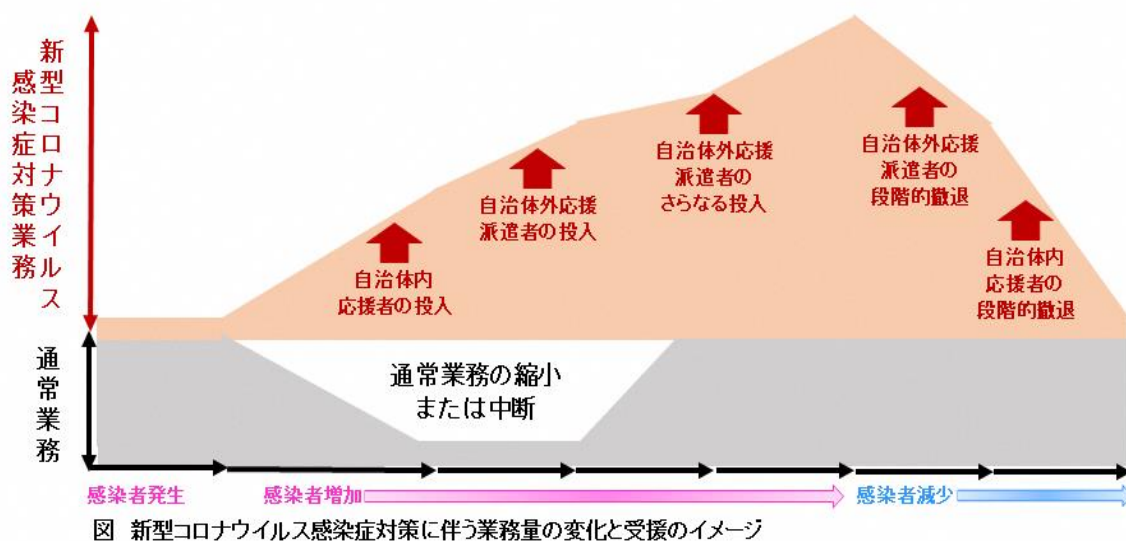 新型コロナウイルス
感染症対策業務
自治体内
応援者の投入
自治体外応援
派遣者の投入
自治体外応援
派遣者の
さらなる投入
自治体外応援
派遣者の
段階的撤退
自治体内
応援者の
段階的撤退
通常業務
通常業務の縮小
または中断
感染者発生
感染者増加
感染者減少
図 新型コロナウイルス感染症対策に伴う業務量の変化と受援のイメージ